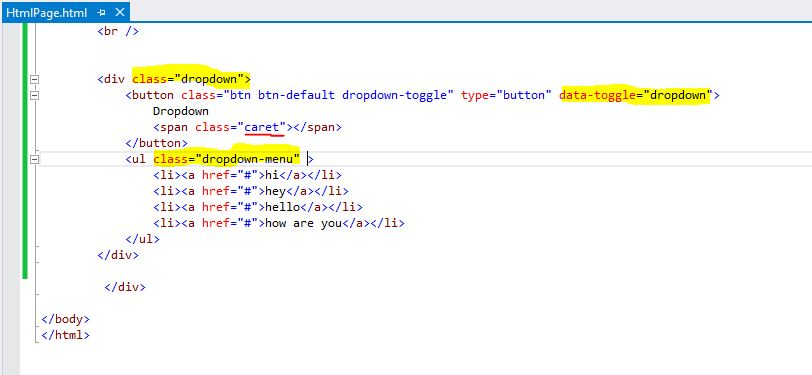 HtmlPage.html
<br />
<div class="dropdown">
<button class="btn btn-default dropdown-toggle" type="button" data-toggle="dropdown">
Dropdown
<span class="caret"></span>
</button>
<ul class="dropdown-menu" >
<li><a href="#">hi</a></li>
<li><a href="#">hey</a></li>
<li><a href="#">hello</a></li>
<li><a href="#">how are you</a></li>
</ul>
</div>
</div>
</body>
</html>